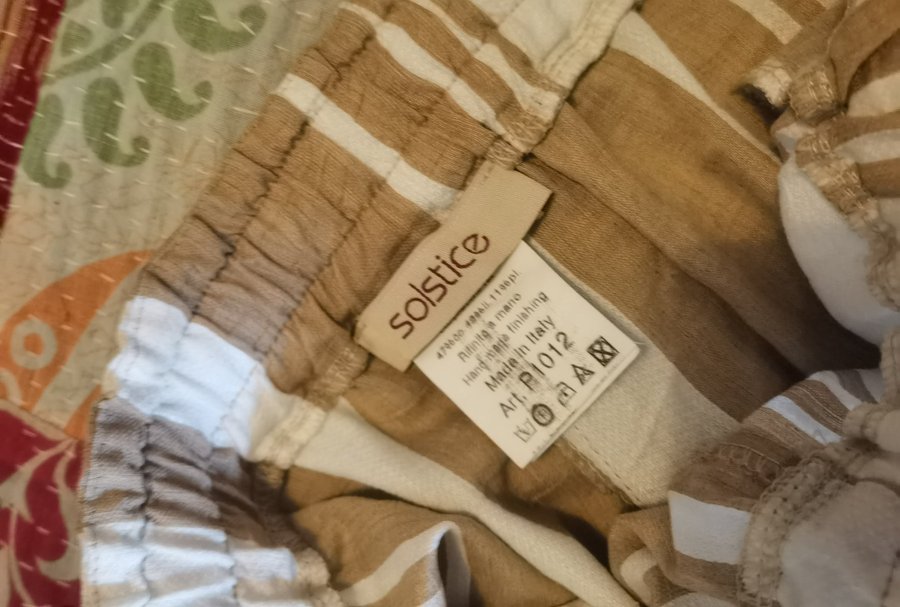 solstice
Rifinito a mano
Hand made finishing
Made in Italy
Art. P1012